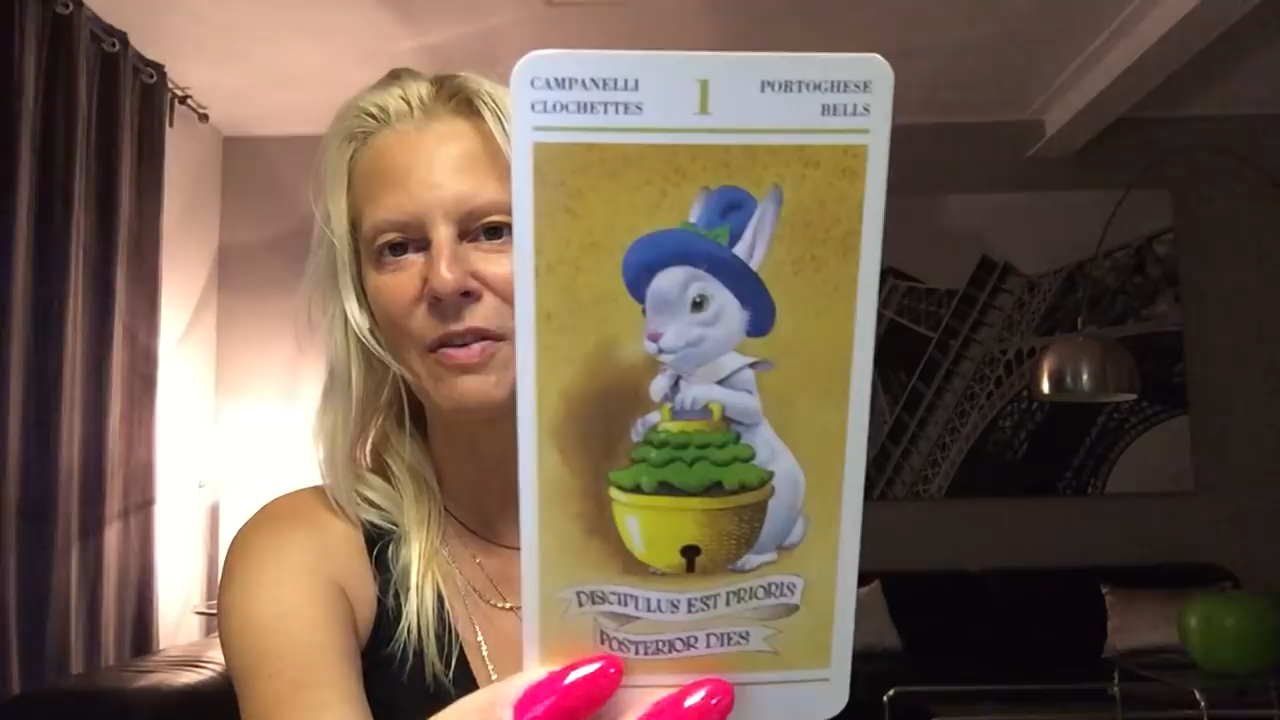 CAMPANELLI 1 PORTOGHESE
CLOCHETTES BELLS
DISCIPULUS EST PRIORIS
POSTERIOR DIES